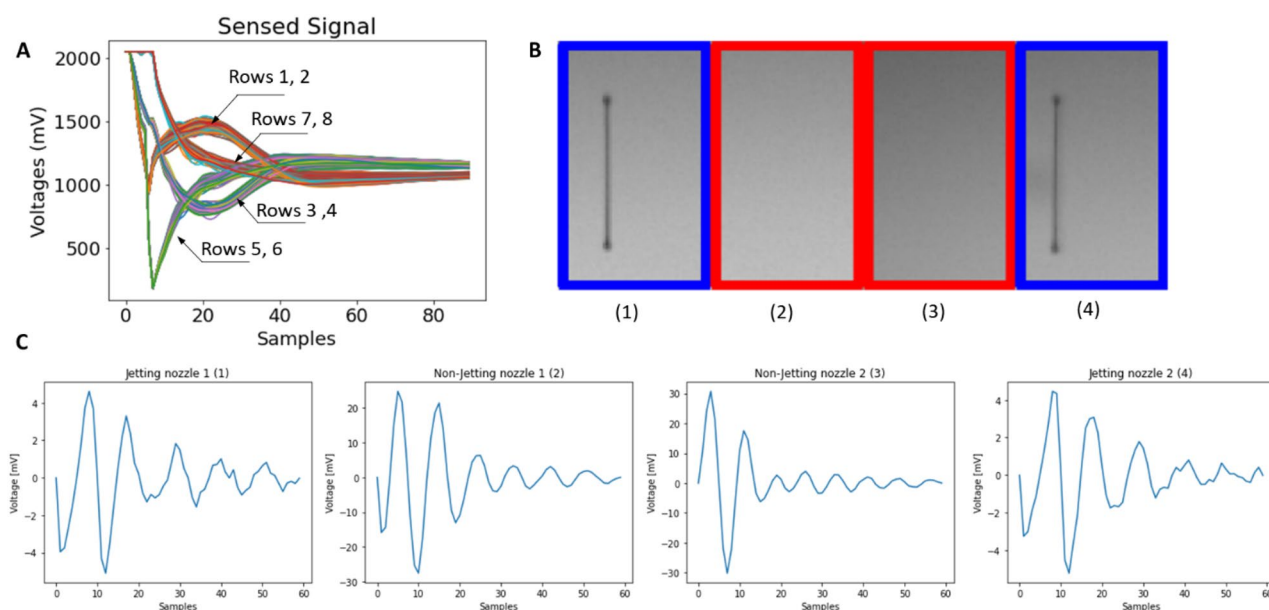 A
Sensed Signal
Voltages (mV)
2000
1500
1000
500
Rows 1, 2
Rows 7, 8
Rows 3 ,4
Rows 5, 6
0 20 40 60 80
Samples
B
(1) (2) (3) (4)
C
Jetting nozzle 1 (1)
Voltage [mV]
4
2
0
−2
−4
0 10 20 30 40 50 60
Samples
Non-Jetting nozzle 1 (2)
Voltage [mV]
20
10
0
−10
−20
−30
0 10 20 30 40 50 60
Samples
Non-Jetting nozzle 2 (3)
Voltage [mV]
30
20
10
0
−10
−20
−30
0 10 20 30 40 50 60
Samples
Jetting nozzle 2 (4)
Voltage [mV]
4
2
0
−2
−4
0 10 20 30 40 50 60
Samples